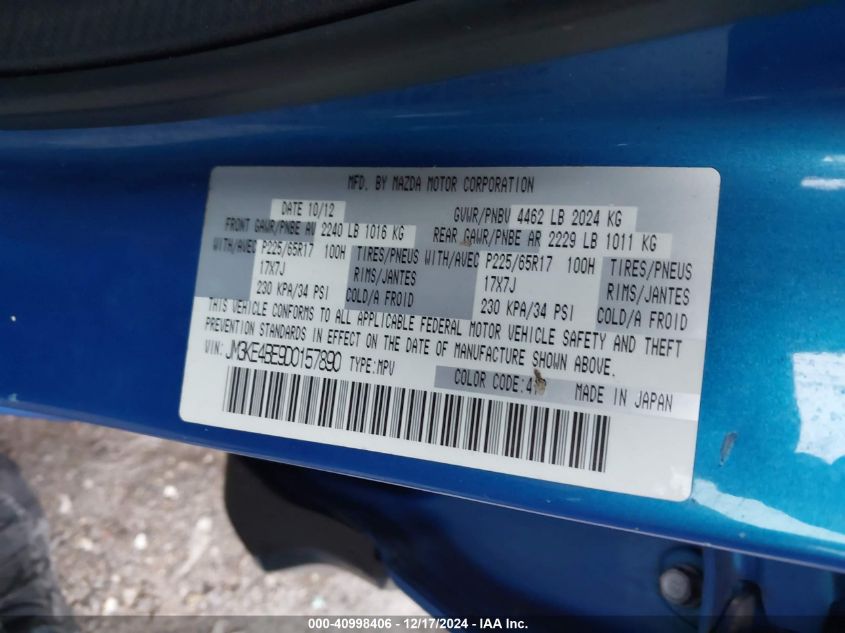 MFD. BY MAZDA MOTOR CORPORATION
DATE 10/12 GVWR/PNBV 4462 LB 2024 KG
FRONT GAWR/PNBE AV 2240 LB 1016 KG REAR GAWR/PNBE AR 2229 LB 1011 KG
WITH/AVEC P225/65R17 100H TIRES/PNEUS WITH/AVEC P225/65R17 100H TIRES/PNEUS
17X7J RIMS/JANTES 17X7J RIMS/JANTES
230 KPA/34 PSI COLD/A FROID 230 KPA/34 PSI COLD/A FROID
THIS VEHICLE CONFORMS TO ALL APPLICABLE FEDERAL MOTOR VEHICLE SAFETY AND THEFT
PREVENTION STANDARDS IN EFFECT ON THE DATE OF MANUFACTURE SHOWN ABOVE.
VIN: JM3KE4BE9D0157890 TYPE:MPV
COLOR CODE: MADE IN JAPAN
000-40998406 - 12/17/2024 - IAA Inc.